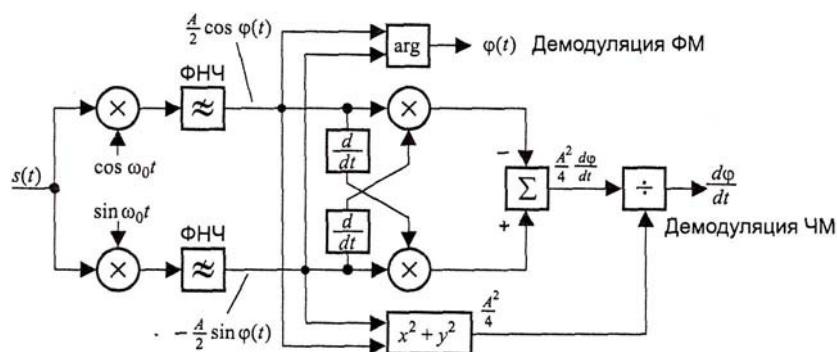 A/2 cos φ(t)
arg
φ(t) Демодуляция ФМ
ФНЧ
×
≈
×
cos ω₀t
d/dt
s(t)
−
Σ
A²/4 dφ/dt
÷
dφ/dt
Демодуляция ЧМ
sin ω₀t
d/dt
+
ФНЧ
×
≈
×
− A/2 sin φ(t)
x² + y²
A²/4